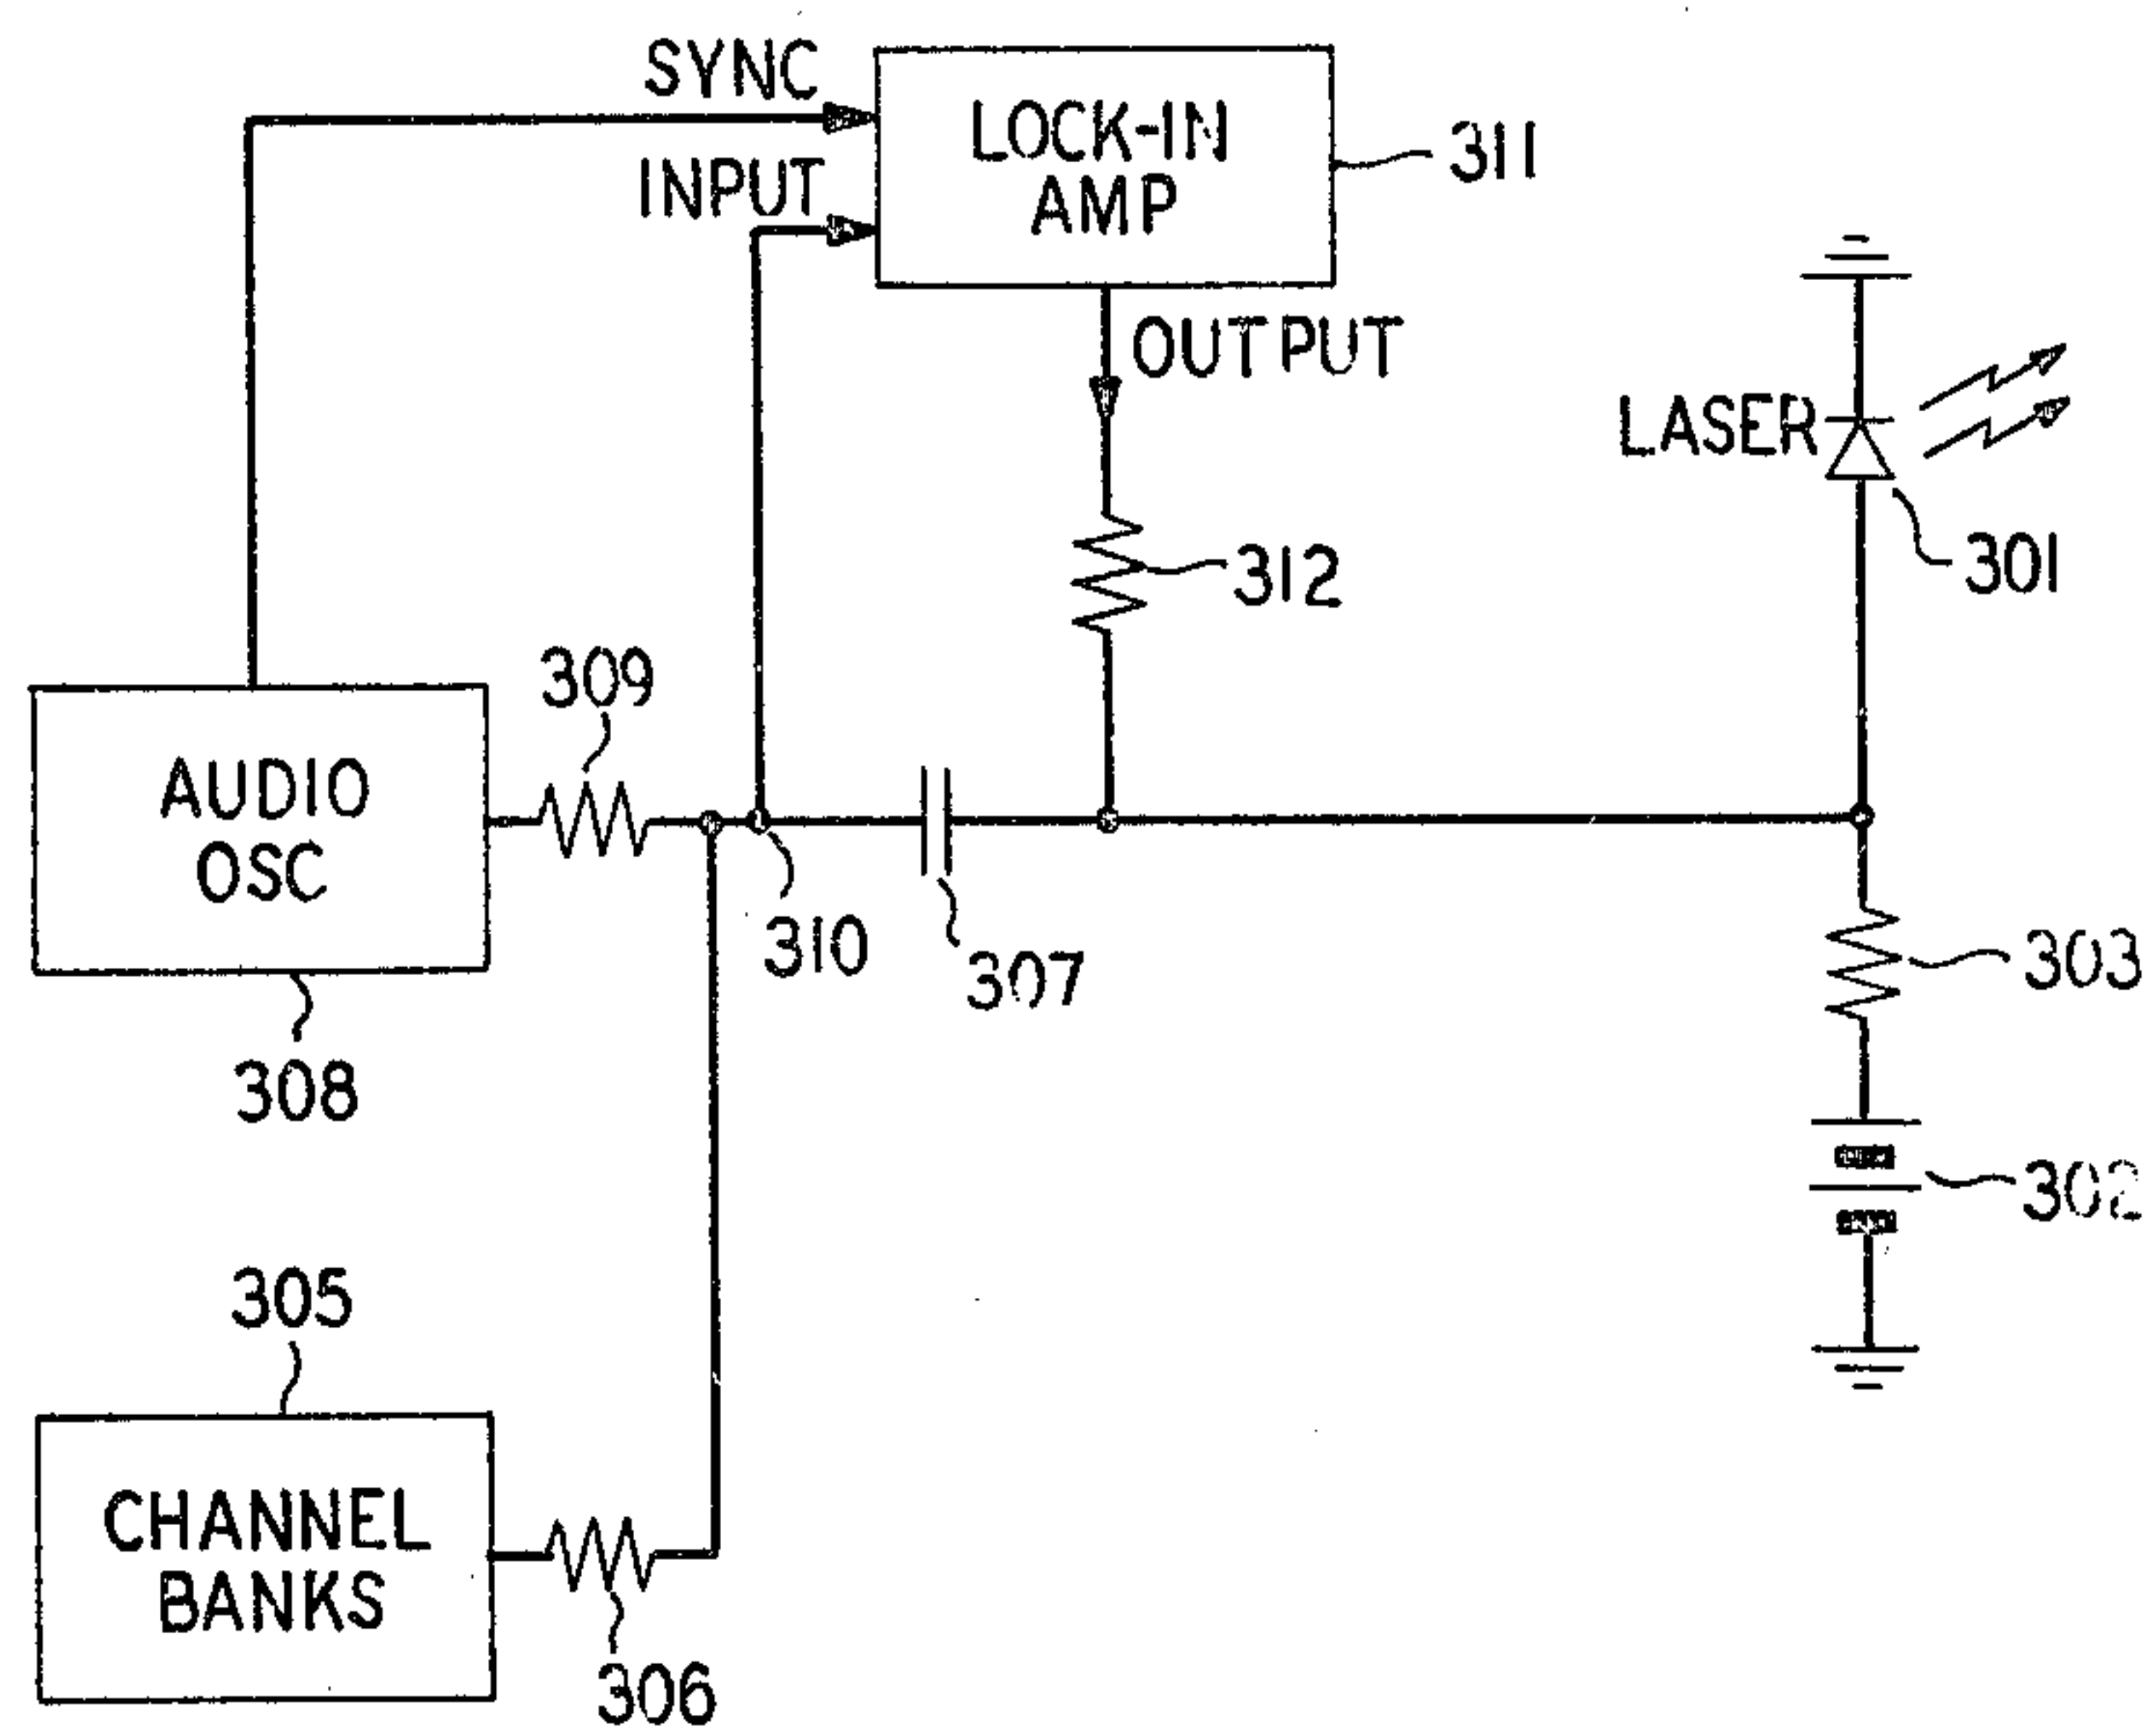 SYNC
LOCK-IN
AMP
311
INPUT
OUTPUT
LASER
301
312
309
AUDIO
OSC
310
307
303
308
302
305
CHANNEL
BANKS
306